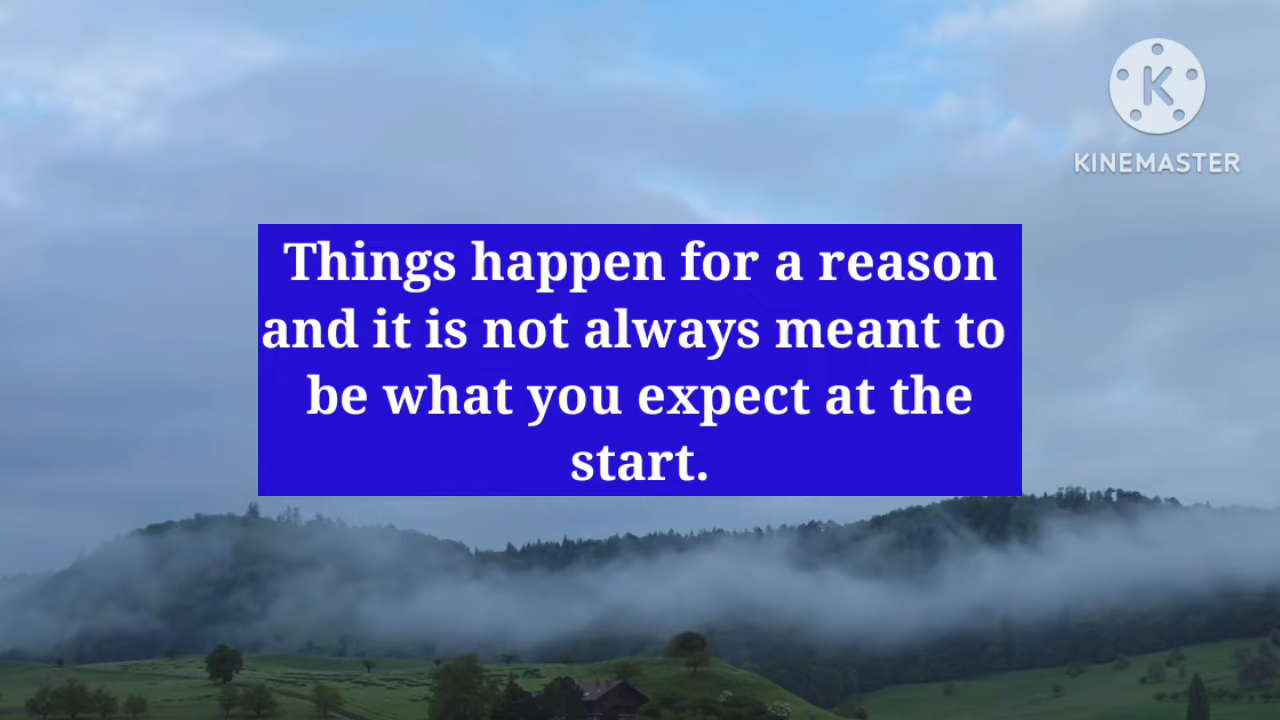 K
KINEMASTER
Things happen for a reason
and it is not always meant to
be what you expect at the
start.